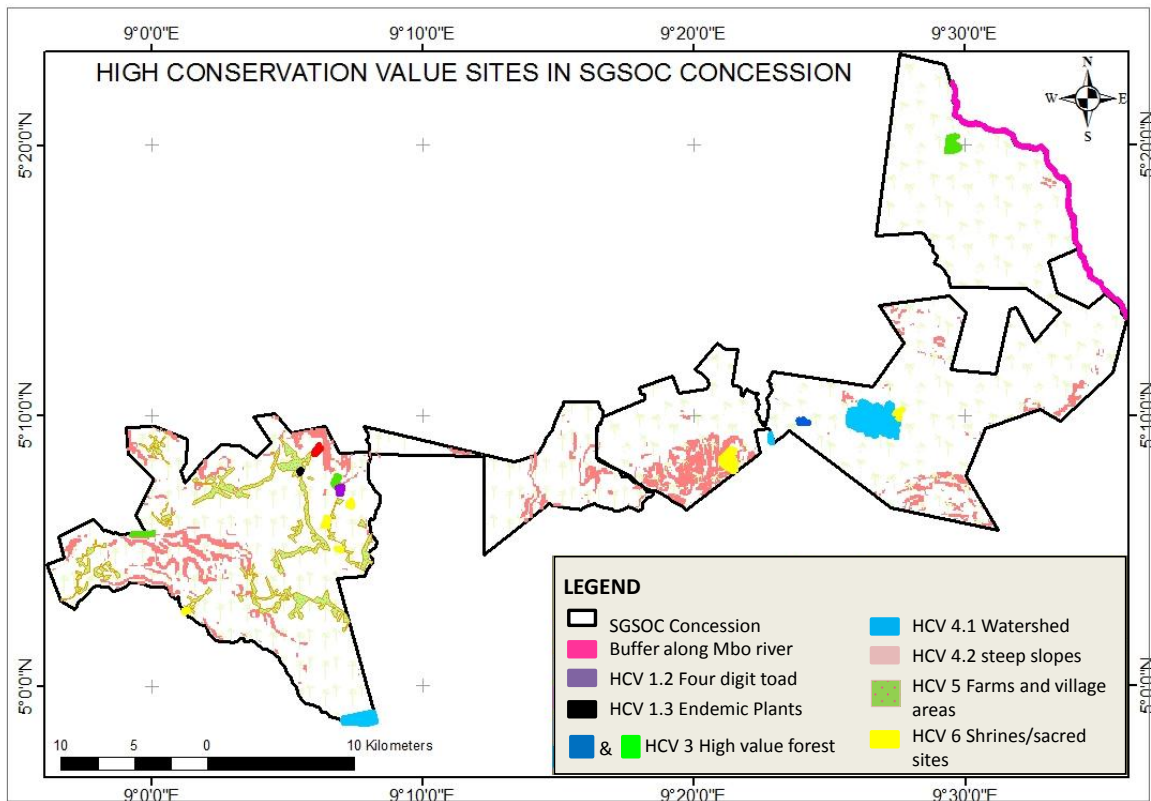 9°0'0"E 9°10'0"E 9°20'0"E 9°30'0"E
HIGH CONSERVATION VALUE SITES IN SGSOC CONCESSION
N
W E
S
5°20'0"N 5°20'0"N
5°10'0"N 5°10'0"N
5°0'0"N 5°0'0"N
LEGEND
SGSOC Concession
Buffer along Mbo river
HCV 1.2 Four digit toad
HCV 1.3 Endemic Plants
& HCV 3 High value forest
HCV 4.1 Watershed
HCV 4.2 steep slopes
HCV 5 Farms and village
areas
HCV 6 Shrines/sacred
sites
10 5 0 10 Kilometers
9°0'0"E 9°10'0"E 9°20'0"E 9°30'0"E